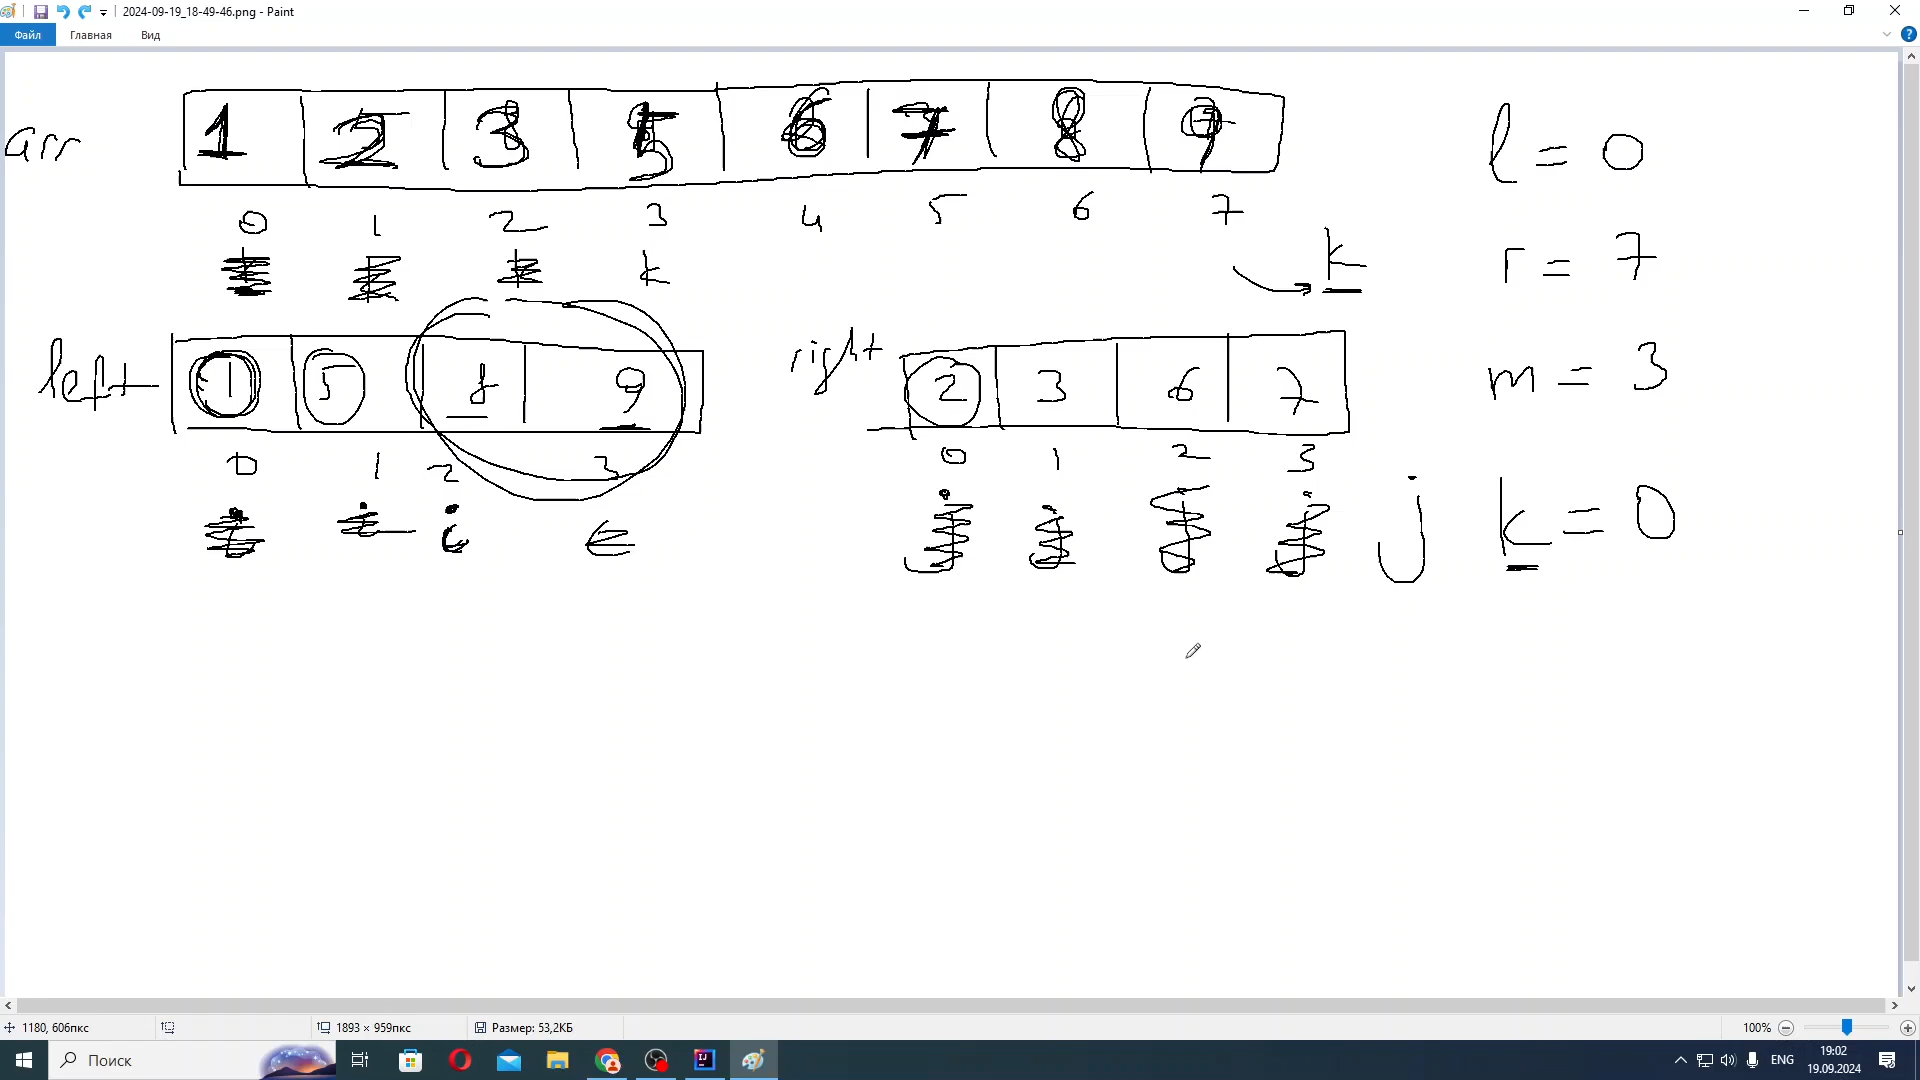 2024-09-19_18-49-46.png - Paint
Файл Главная Вид
arr 1 2 3 5 6 7 8 9 l = 0
0 1 2 3 4 5 6 7
k k r = 7
left 1 5 8 9 right 2 3 6 7 m = 3
0 1 2 3 0 1 2 3
i j k = 0
1180, 606пкс 1893 × 959пкс Размер: 53,2КБ 100%
Поиск ENG 19:02
19.09.2024